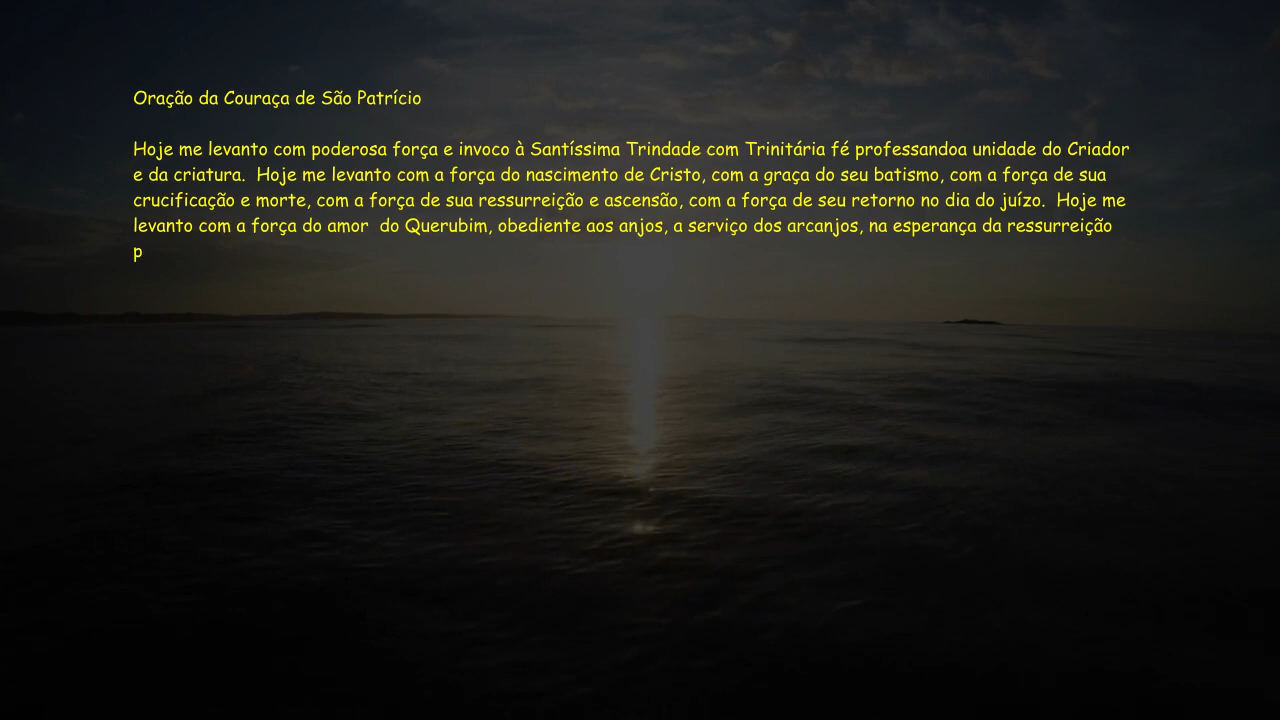 Oração da Couraça de São Patrício
Hoje me levanto com poderosa força e invoco à Santíssima Trindade com Trinitária fé professandoa unidade do Criador
e da criatura.  Hoje me levanto com a força do nascimento de Cristo, com a graça do seu batismo, com a força de sua
crucificação e morte, com a força de sua ressurreição e ascensão, com a força de seu retorno no dia do juízo.  Hoje me
levanto com a força do amor  do Querubim, obediente aos anjos, a serviço dos arcanjos, na esperança da ressurreição
p